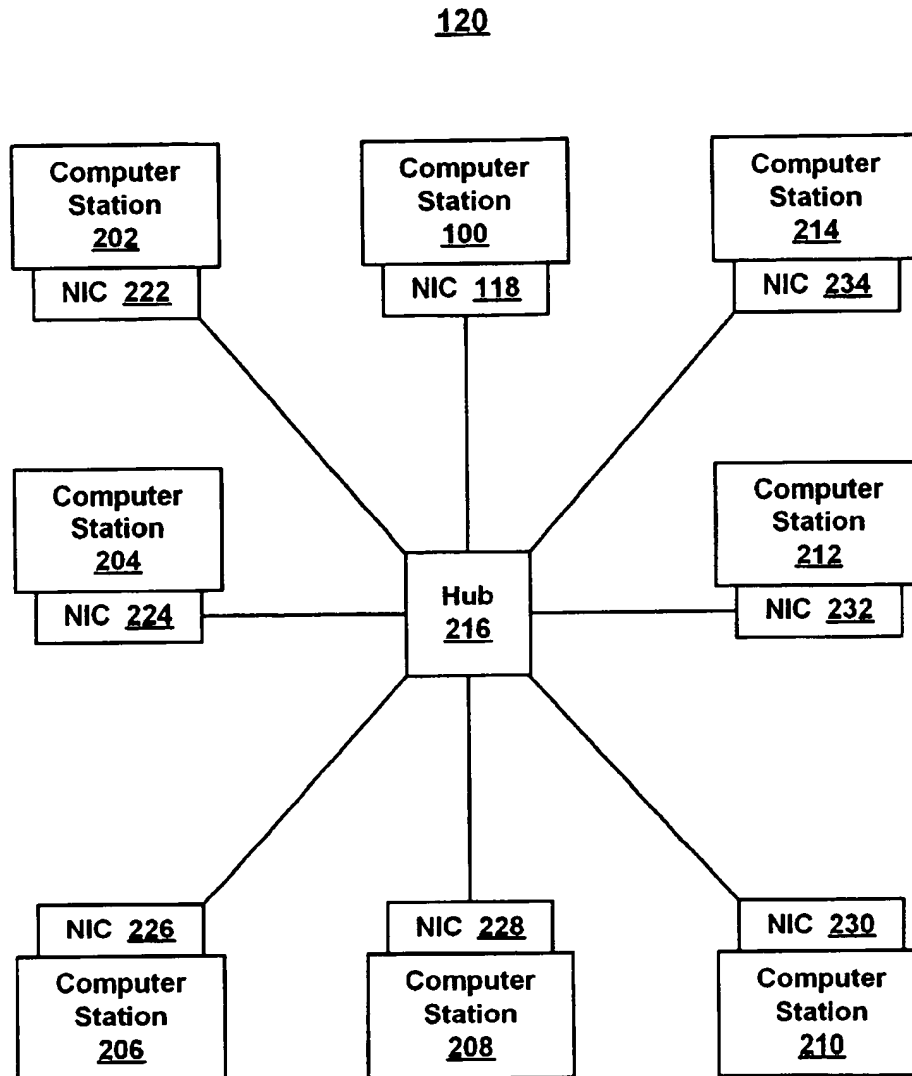 120
Computer
Station
202
NIC 222
Computer
Station
100
NIC 118
Computer
Station
214
NIC 234
Computer
Station
204
NIC 224
Hub
216
Computer
Station
212
NIC 232
NIC 226
Computer
Station
206
NIC 228
Computer
Station
208
NIC 230
Computer
Station
210